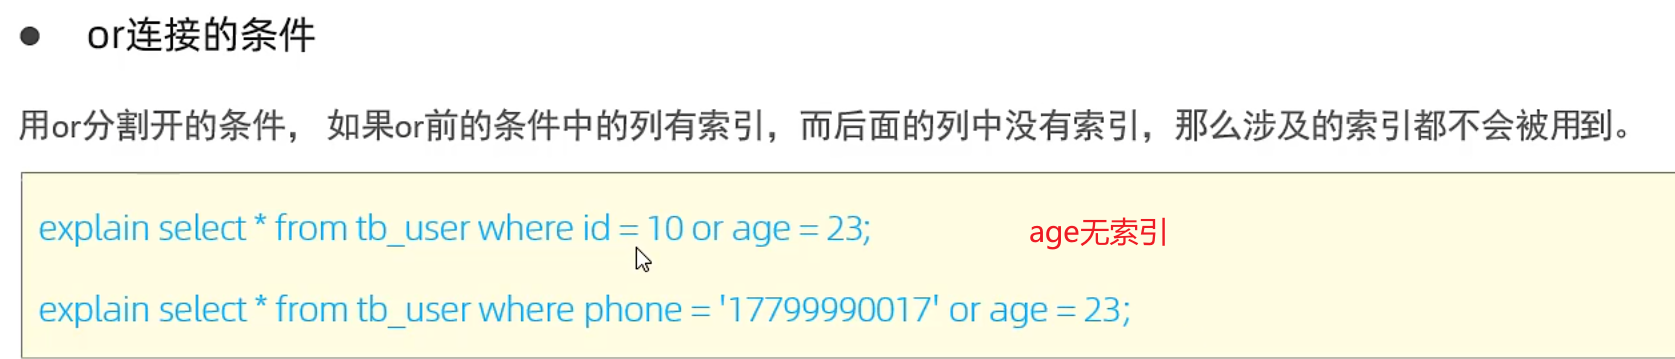 ● or连接的条件
用or分割开的条件， 如果or前的条件中的列有索引，而后面的列中没有索引，那么涉及的索引都不会被用到。
explain select * from tb_user where id = 10 or age = 23; age无索引
explain select * from tb_user where phone = '17799990017' or age = 23;